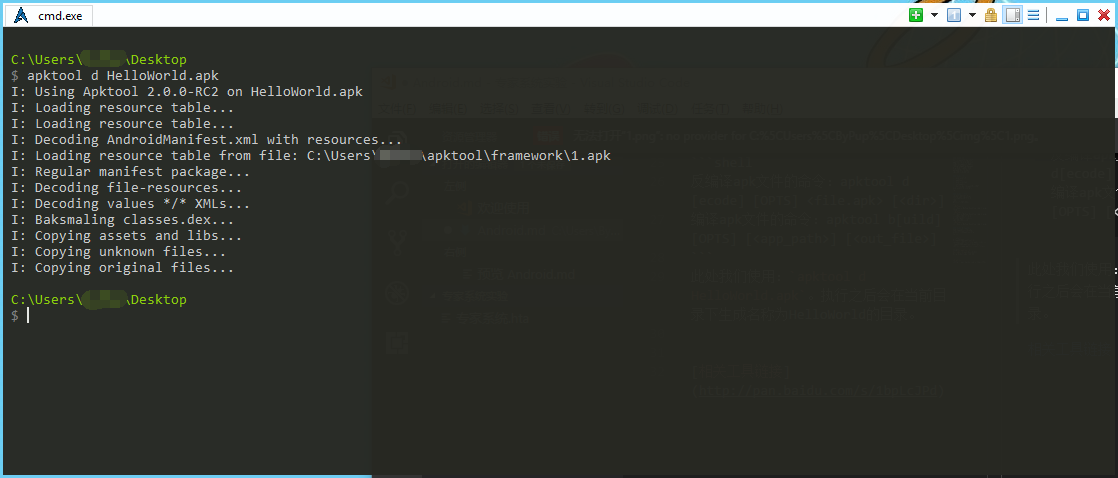 cmd.exe
C:\Users\ \Desktop
$ apktool d HelloWorld.apk
I: Using Apktool 2.0.0-RC2 on HelloWorld.apk
I: Loading resource table...
I: Loading resource table...
I: Decoding AndroidManifest.xml with resources...
I: Loading resource table from file: C:\Users\ \apktool\framework\1.apk
I: Regular manifest package...
I: Decoding file-resources...
I: Decoding values */* XMLs...
I: Baksmaling classes.dex...
I: Copying assets and libs...
I: Copying unknown files...
I: Copying original files...
C:\Users\ \Desktop
$